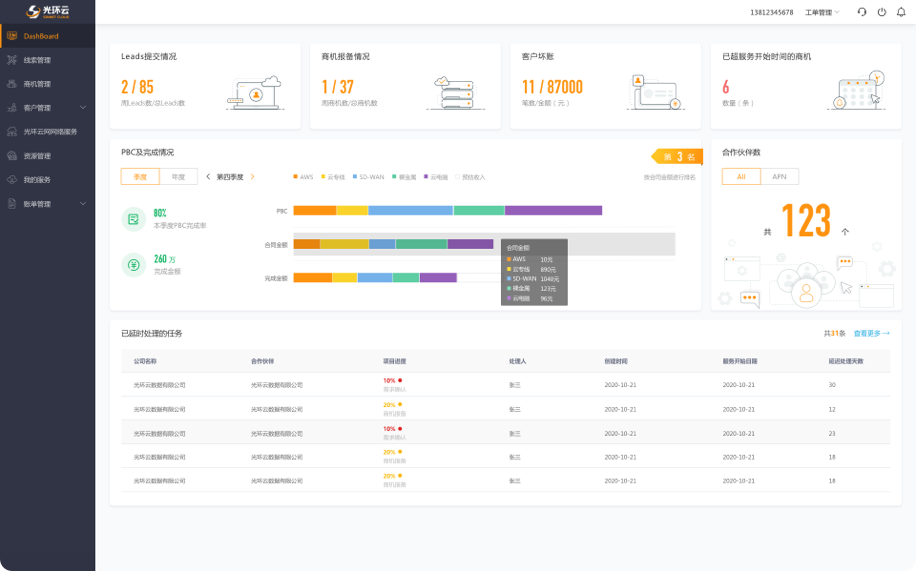 光环云
SMART CLOUD
13812345678 工单管理
DashBoard
线索管理
商机管理
客户管理
光环云网网络服务
资源管理
我的服务
账单管理
Leads提交情况
2 / 85
周Leads数/总Leads数
商机报备情况
1 / 37
周商机数/总商机数
客户坏账
11 / 87000
笔数/金额（元）
已超服务开始时间的商机
6
数量（条）
PBC及完成情况
第 3 名
季度 年度
第四季度
AWS 云专线 SD-WAN 裸金属 云电脑 预估收入
按合同金额进行排名
80%
本季度PBC完成率
260 万
完成金额
PBC
合同金额
完成金额
合同金额
AWS 10元
云专线 890元
SD-WAN 1040元
裸金属 123元
云电脑 96元
合作伙伴数
All APN
共 123 个
已延时处理的任务
共31条 查看更多
公司名称 合作伙伴 项目进度 处理人 创建时间 服务开始日期 延迟处理天数
光环云数据有限公司 光环云数据有限公司 10% 需求确认 张三 2020-10-21 2020-10-21 30
光环云数据有限公司 光环云数据有限公司 20% 商机报备 张三 2020-10-21 2020-10-21 12
光环云数据有限公司 光环云数据有限公司 10% 需求确认 张三 2020-10-21 2020-10-21 23
光环云数据有限公司 光环云数据有限公司 20% 商机报备 张三 2020-10-21 2020-10-21 18
光环云数据有限公司 光环云数据有限公司 20% 商机报备 张三 2020-10-21 2020-10-21 18